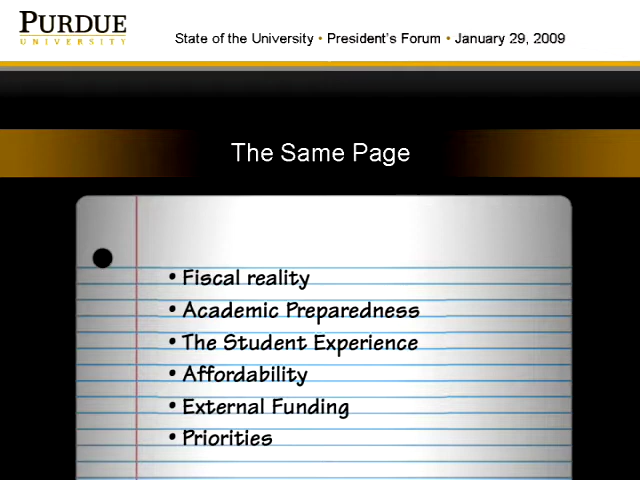 PURDUE
UNIVERSITY
State of the University • President's Forum • January 29, 2009
The Same Page
• Fiscal reality
• Academic Preparedness
• The Student Experience
• Affordability
• External Funding
• Priorities